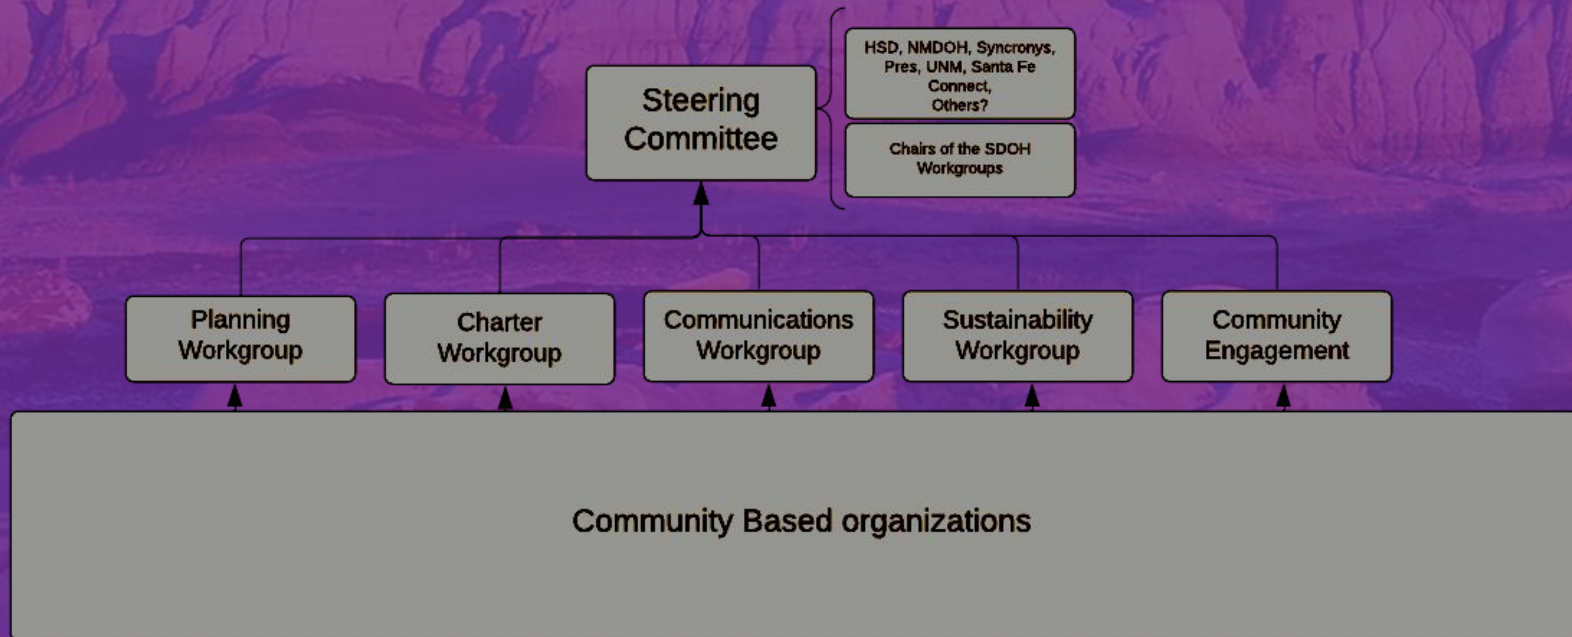 Steering
Committee
HSD, NMDOH, Syncronys,
Pres, UNM, Santa Fe
Connect,
Others?
Chairs of the SDOH
Workgroups
Planning
Workgroup
Charter
Workgroup
Communications
Workgroup
Sustainability
Workgroup
Community
Engagement
Community Based organizations